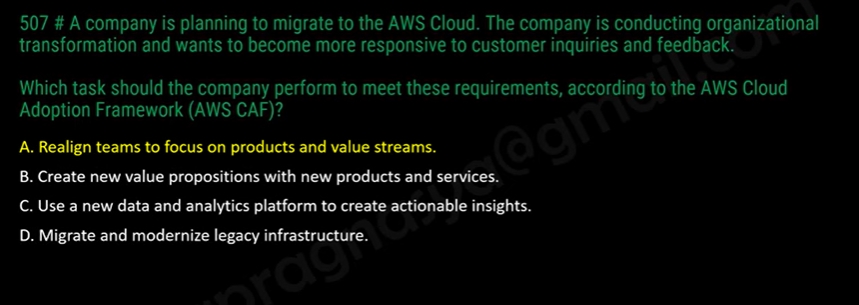 507 # A company is planning to migrate to the AWS Cloud. The company is conducting organizational
transformation and wants to become more responsive to customer inquiries and feedback.
Which task should the company perform to meet these requirements, according to the AWS Cloud
Adoption Framework (AWS CAF)?
A. Realign teams to focus on products and value streams.
B. Create new value propositions with new products and services.
C. Use a new data and analytics platform to create actionable insights.
D. Migrate and modernize legacy infrastructure.